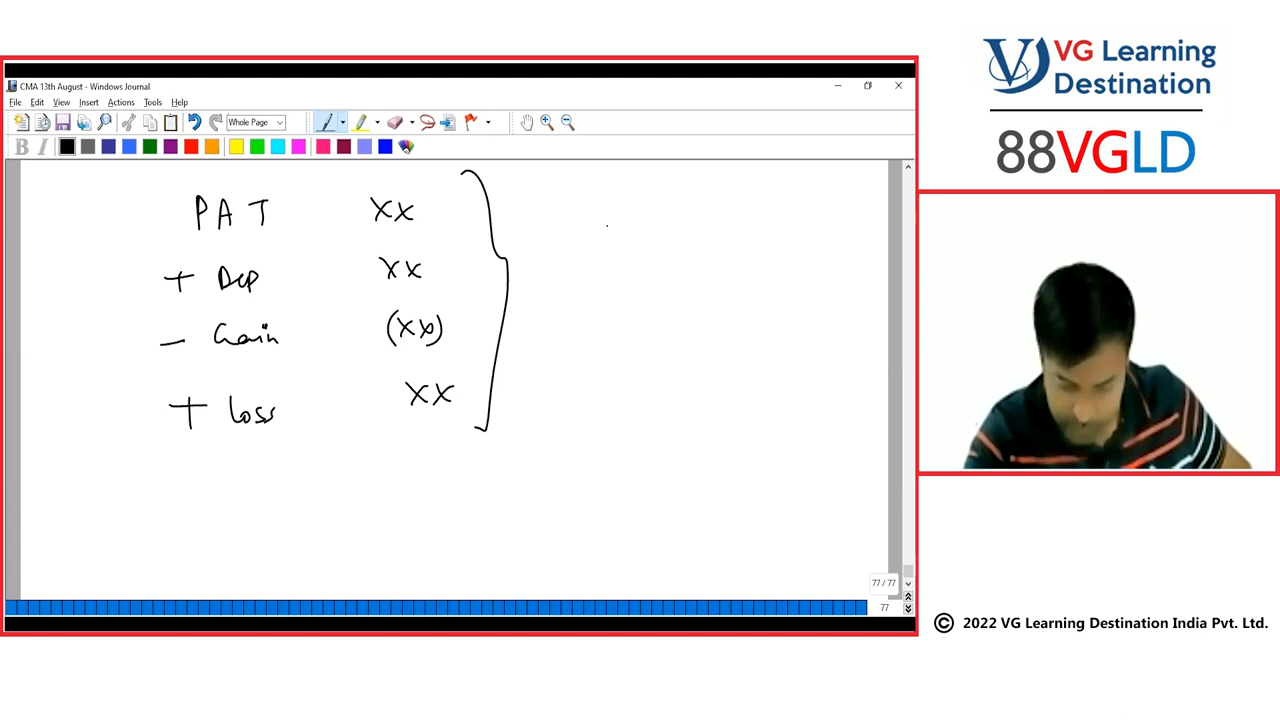 CMA 13th August - Windows Journal
File Edit View Insert Actions Tools Help
Whole Page
B I
PAT XX
+ Dep XX
- Gain (XX)
+ Loss XX
77 / 77
77
VG Learning
Destination
88VGLD
© 2022 VG Learning Destination India Pvt. Ltd.